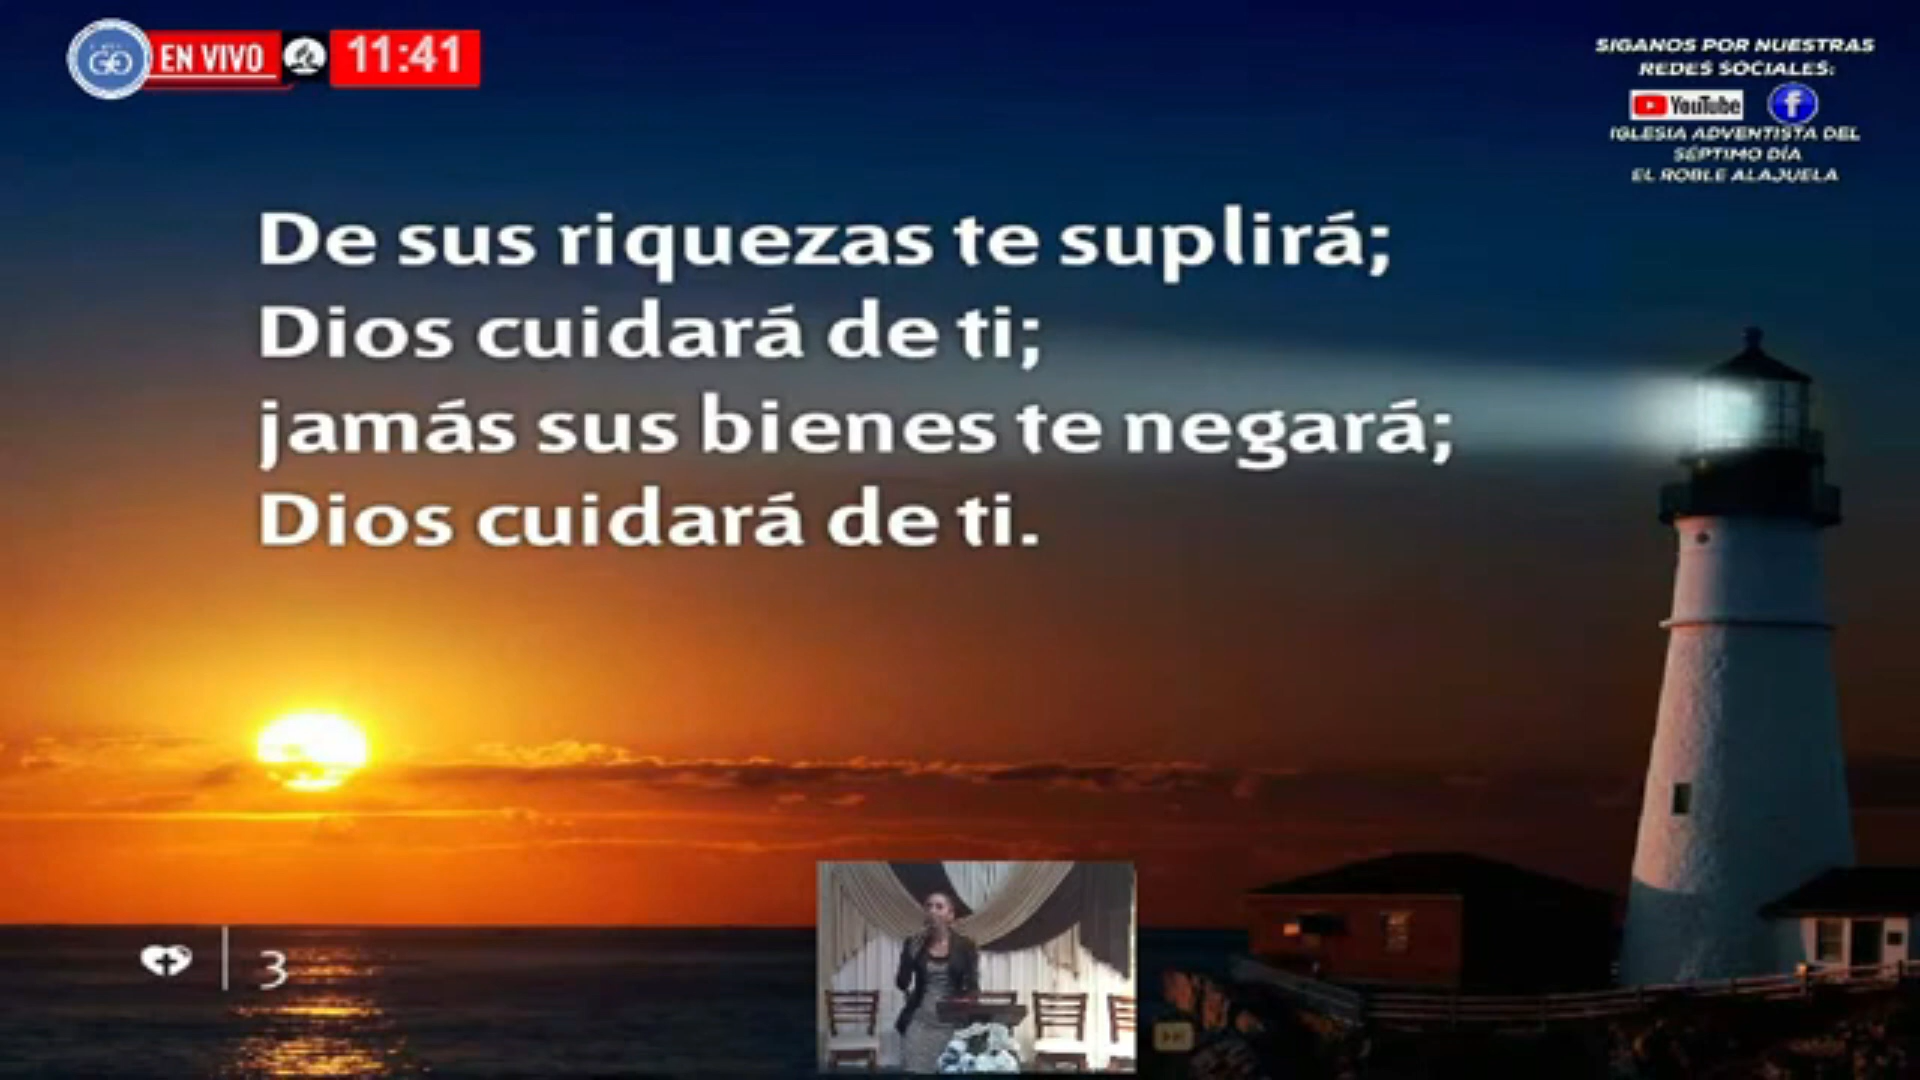 EN VIVO
11:41
SIGANOS POR NUESTRAS
REDES SOCIALES:
YouTube
IGLESIA ADVENTISTA DEL
SÉPTIMO DÍA
EL ROBLE ALAJUELA
De sus riquezas te suplirá;
Dios cuidará de ti;
jamás sus bienes te negará;
Dios cuidará de ti.
3